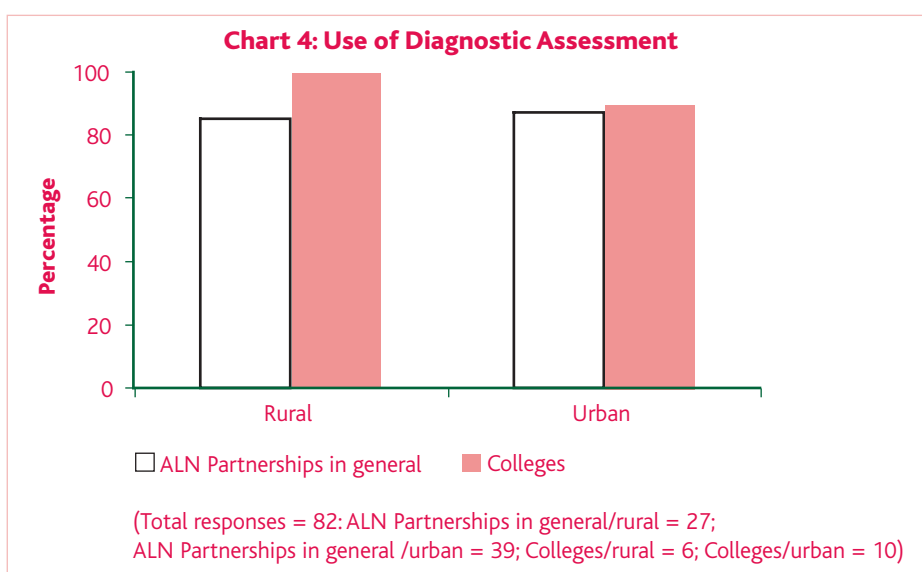 Chart 4: Use of Diagnostic Assessment
100
80
60
40
20
0
Percentage
Rural
Urban
ALN Partnerships in general
Colleges
(Total responses = 82: ALN Partnerships in general/rural = 27;
ALN Partnerships in general /urban = 39; Colleges/rural = 6; Colleges/urban = 10)